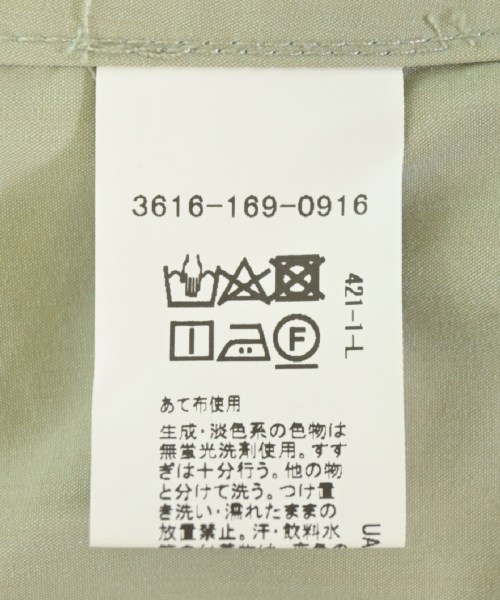 3616-169-0916
421-1-L
あて布使用
生成・淡色系の色物は
無蛍光洗剤使用。すす
ぎは十分行う。他の物
と分けて洗う。つけ置
き洗い・濡れたままの
放置禁止。汗・飲料水
UA